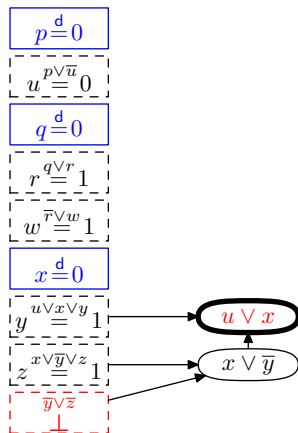 p d= 0
u p∨u̅= 0
q d= 0
r q∨r= 1
w r̅∨w= 1
x d= 0
y u∨x∨y= 1
u ∨ x
z x∨y̅∨z= 1
x ∨ y̅
y̅∨z̅
⊥